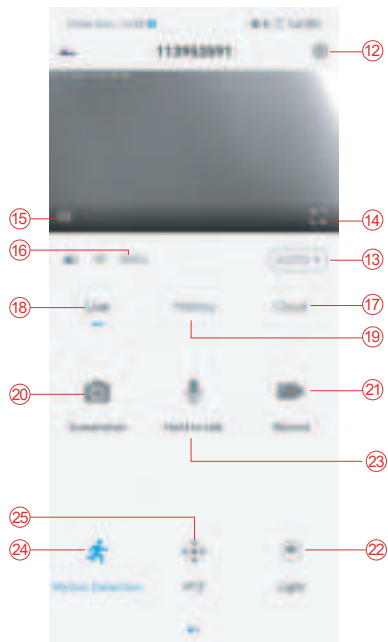 113953591
⑫
⑮
⑭
⑯
⑬
Live
History
Cloud
⑱
⑲
⑰
⑳
㉑
Screenshot
Hold to talk
Record
㉓
㉕
㉔
㉒
Motion Detection
PTZ
Light